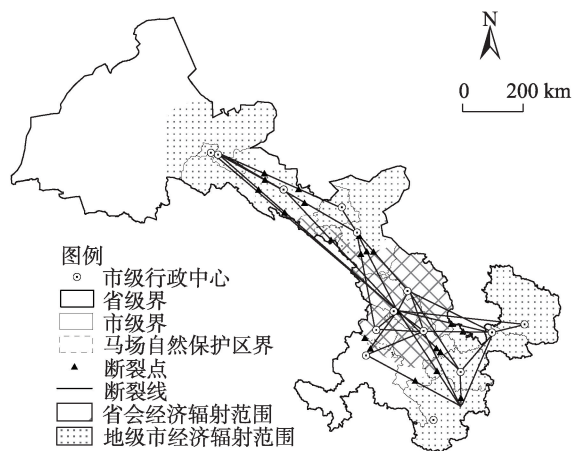 N
0 200 km
图例
市级行政中心
省级界
市级界
马场自然保护区界
断裂点
断裂线
省会经济辐射范围
地级市经济辐射范围